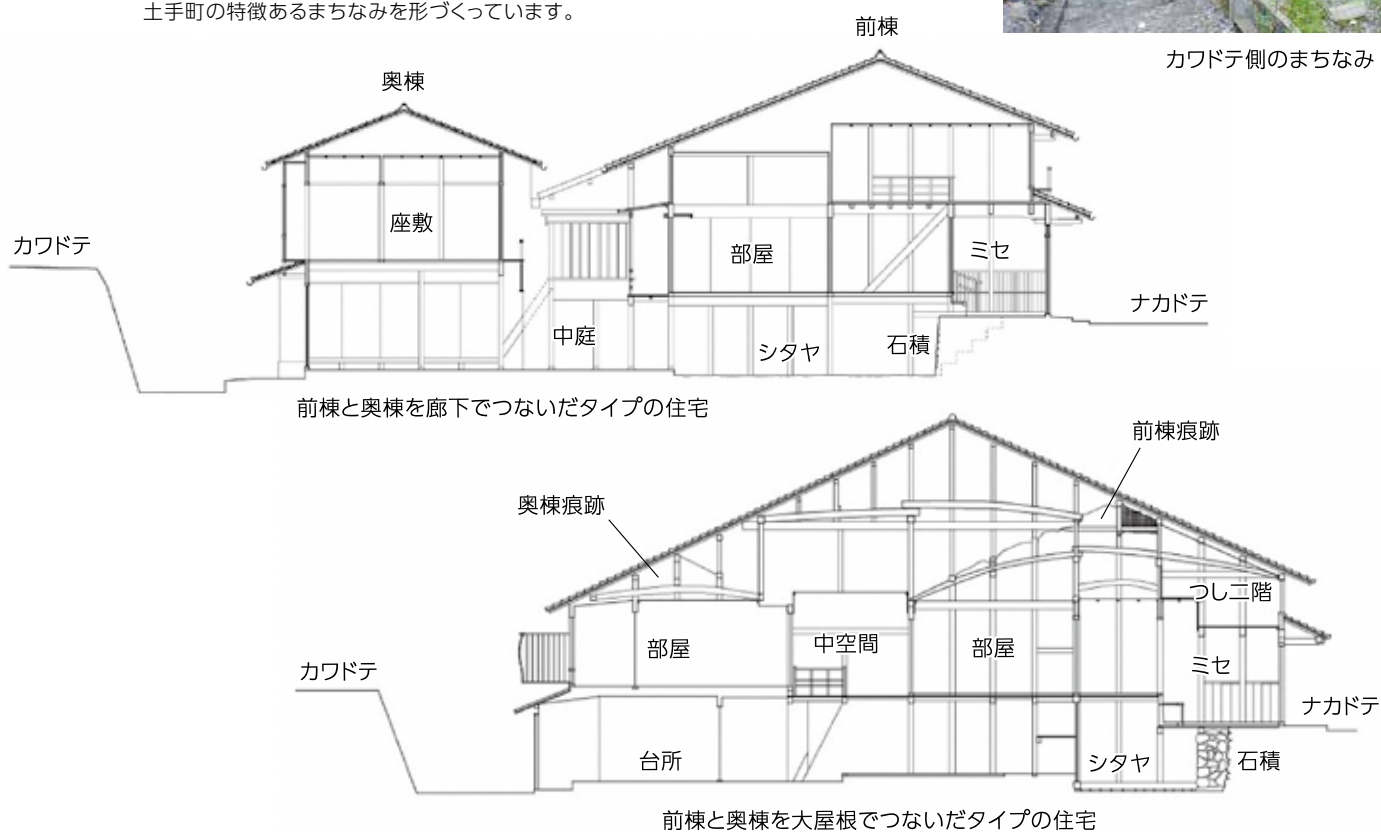 土手町の特徴あるまちなみを形づくっています。
カワドテ側のまちなみ
前棟
奥棟
座敷
カワドテ
部屋
ミセ
ナカドテ
中庭
シタヤ
石積
前棟と奥棟を廊下でつないだタイプの住宅
前棟痕跡
奥棟痕跡
つし二階
部屋
中空間
部屋
ミセ
カワドテ
ナカドテ
台所
シタヤ
石積
前棟と奥棟を大屋根でつないだタイプの住宅